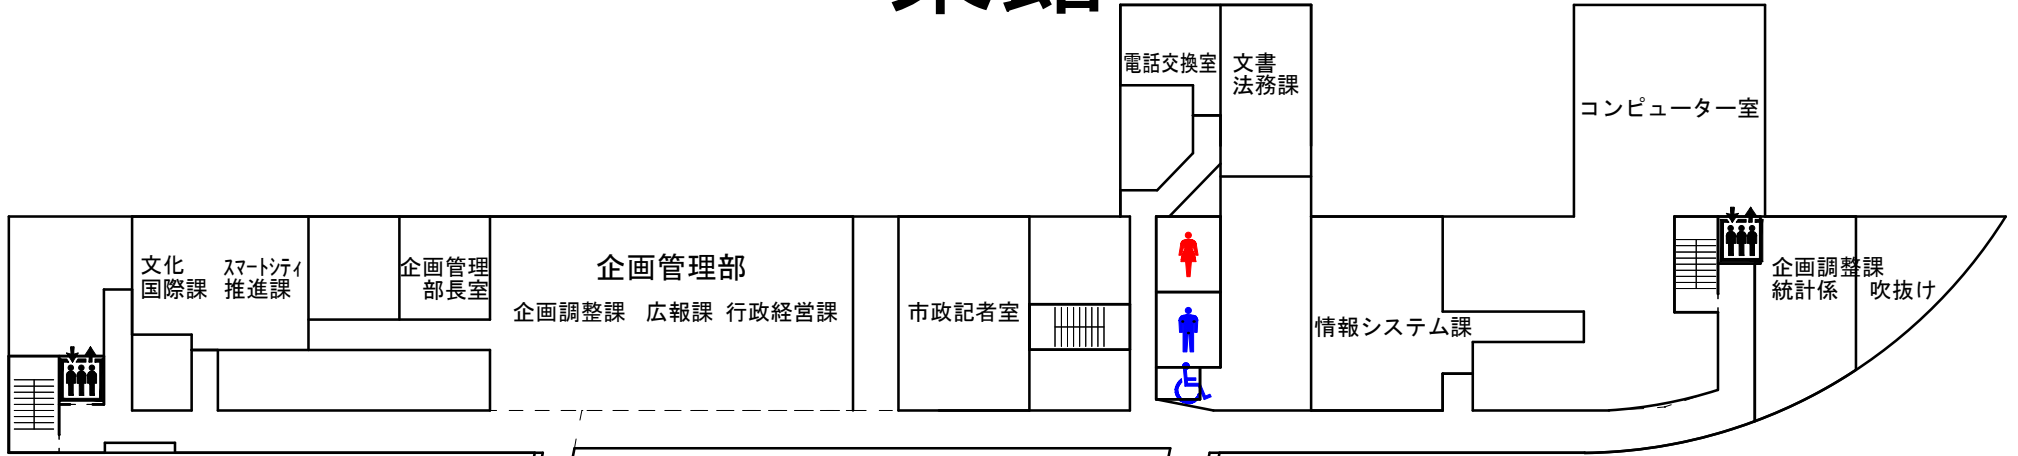 電話交換室
文書
法務課
コンピューター室
文化
国際課
スマートシティ
推進課
企画管理
部長室
企画管理部
企画調整課　広報課　行政経営課
市政記者室
情報システム課
企画調整課
統計係
吹抜け